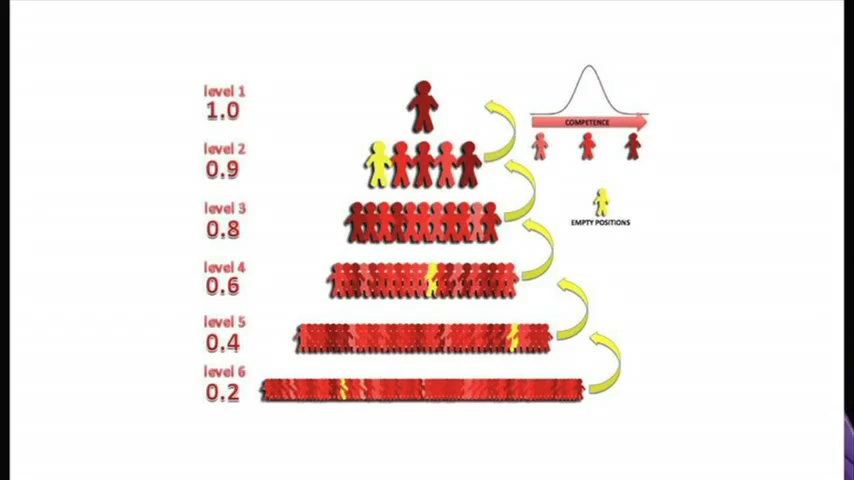 level 1
1.0
level 2
0.9
level 3
0.8
level 4
0.6
level 5
0.4
level 6
0.2
COMPETENCE
EMPTY POSITIONS